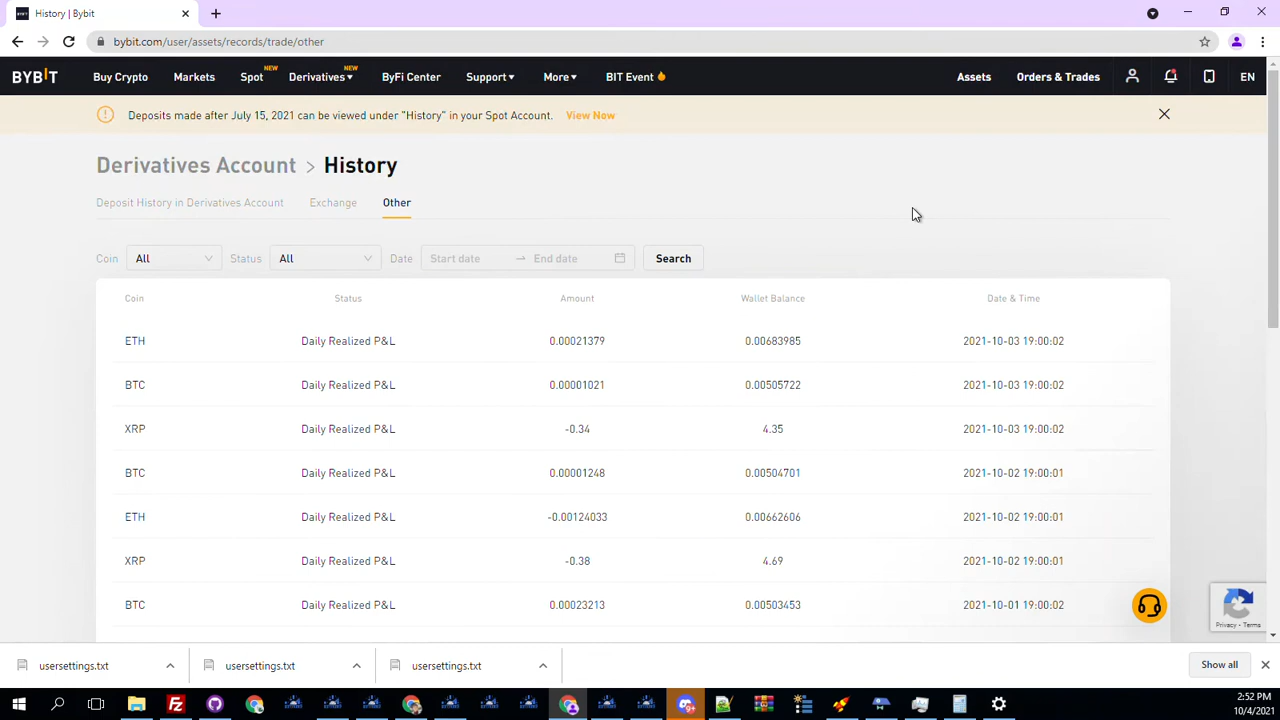 History | Bybit
bybit.com/user/assets/records/trade/other
BYBIT Buy Crypto Markets Spot NEW Derivatives NEW ByFi Center Support More BIT Event Assets Orders & Trades EN
Deposits made after July 15, 2021 can be viewed under "History" in your Spot Account. View Now
Derivatives Account > History
Deposit History in Derivatives Account Exchange Other
Coin All Status All Date Start date → End date Search
Coin Status Amount Wallet Balance Date & Time
ETH Daily Realized P&L 0.00021379 0.00683985 2021-10-03 19:00:02
BTC Daily Realized P&L 0.00001021 0.00505722 2021-10-03 19:00:02
XRP Daily Realized P&L -0.34 4.35 2021-10-03 19:00:02
BTC Daily Realized P&L 0.00001248 0.00504701 2021-10-02 19:00:01
ETH Daily Realized P&L -0.00124033 0.00662606 2021-10-02 19:00:01
XRP Daily Realized P&L -0.38 4.69 2021-10-02 19:00:01
BTC Daily Realized P&L 0.00023213 0.00503453 2021-10-01 19:00:02
Privacy - Terms
usersettings.txt usersettings.txt usersettings.txt Show all
2:52 PM
10/4/2021